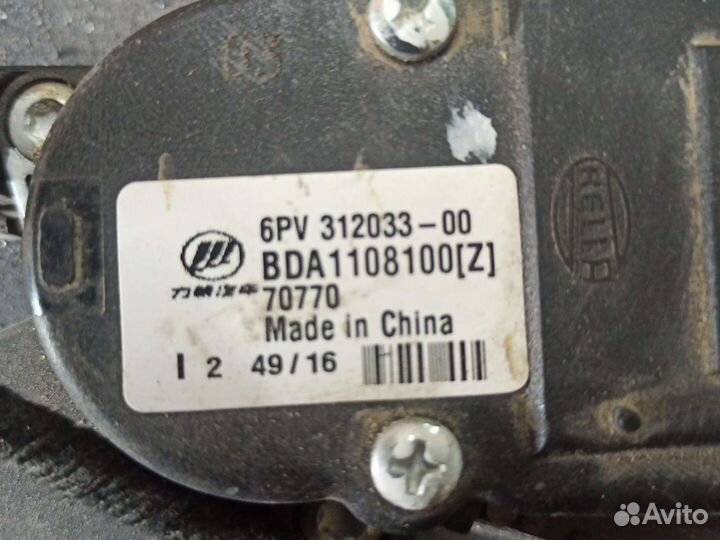 6PV 312033-00
BDA1108100[Z]
力帆汽车
70770
Made in China
I 2 49/16
HELLA
Avito